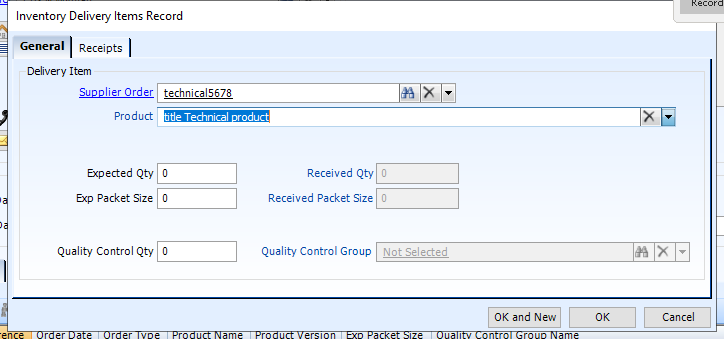 Record
Inventory Delivery Items Record
General Receipts
Delivery Item
Supplier Order technical5678
Product title Technical product
Expected Qty 0 Received Qty 0
Exp Packet Size 0 Received Packet Size 0
Quality Control Qty 0 Quality Control Group Not Selected
OK and New OK Cancel
Order Date Order Type Product Name Product Version Exp Packet Size Quality Control Group Name